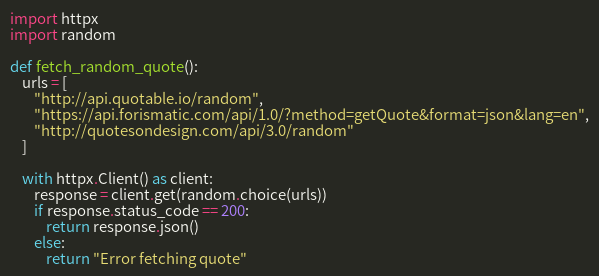 import httpx
import random

def fetch_random_quote():
    urls = [
        "http://api.quotable.io/random",
        "https://api.forismatic.com/api/1.0/?method=getQuote&format=json&lang=en",
        "http://quotesondesign.com/api/3.0/random"
    ]

    with httpx.Client() as client:
        response = client.get(random.choice(urls))
        if response.status_code == 200:
            return response.json()
        else:
            return "Error fetching quote"